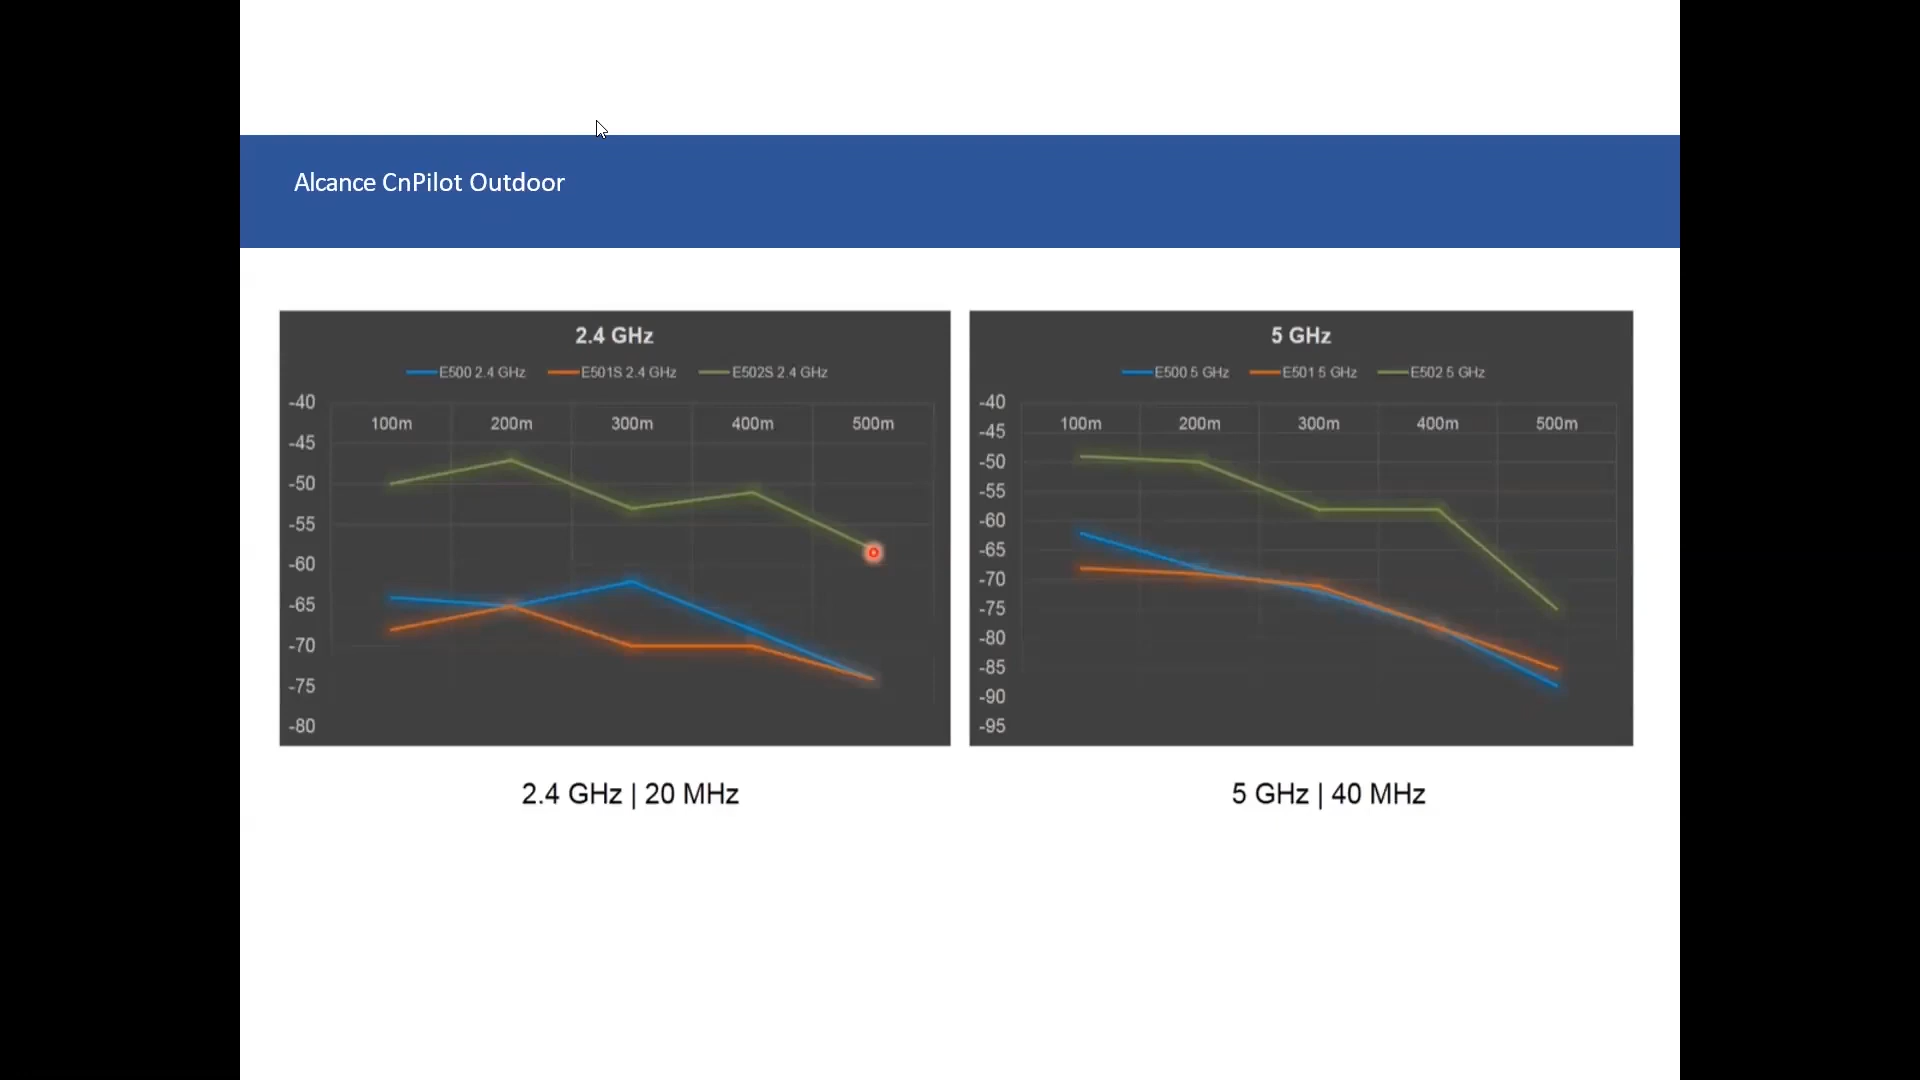 Alcance CnPilot Outdoor
2.4 GHz
E500 2.4 GHz E501S 2.4 GHz E502S 2.4 GHz
-40
100m 200m 300m 400m 500m
-45
-50
-55
-60
-65
-70
-75
-80
2.4 GHz | 20 MHz
5 GHz
E500 5 GHz E501 5 GHz E502 5 GHz
-40
100m 200m 300m 400m 500m
-45
-50
-55
-60
-65
-70
-75
-80
-85
-90
-95
5 GHz | 40 MHz